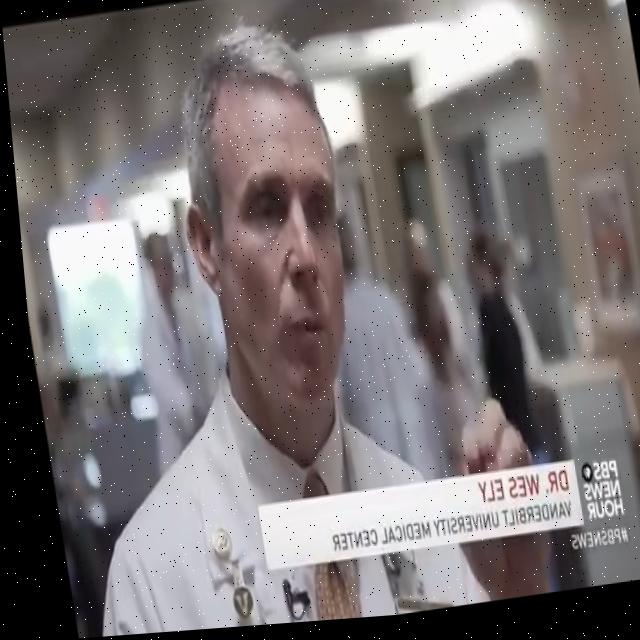 DR. WES ELY
VANDERBILT UNIVERSITY MEDICAL CENTER
PBS
NEWS
HOUR
#PBSNEWS